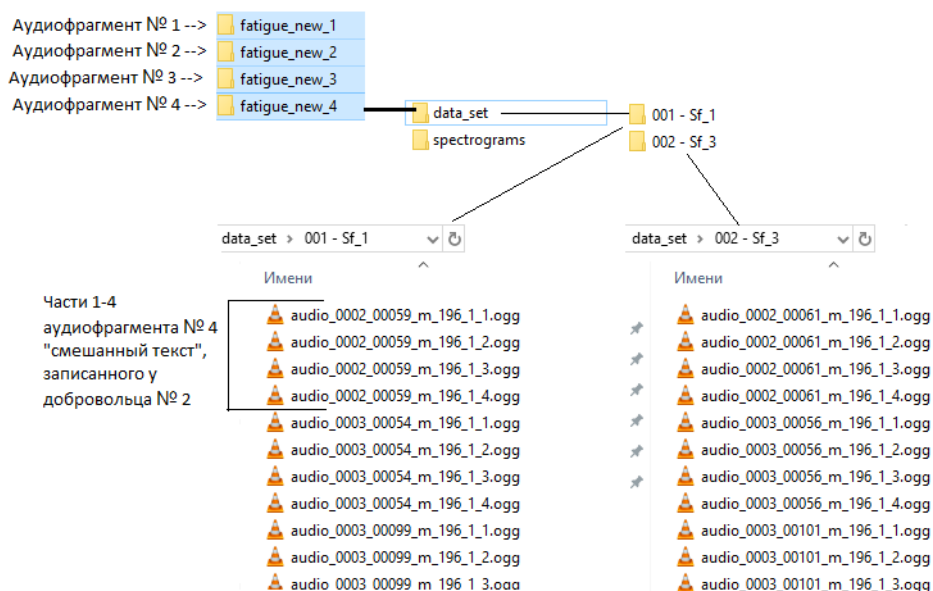 Аудиофрагмент № 1 --> fatigue_new_1
Аудиофрагмент № 2 --> fatigue_new_2
Аудиофрагмент № 3 --> fatigue_new_3
Аудиофрагмент № 4 --> fatigue_new_4
data_set
spectrograms
001 - Sf_1
002 - Sf_3
data_set > 001 - Sf_1
Имени
audio_0002_00059_m_196_1_1.ogg
audio_0002_00059_m_196_1_2.ogg
audio_0002_00059_m_196_1_3.ogg
audio_0002_00059_m_196_1_4.ogg
audio_0003_00054_m_196_1_1.ogg
audio_0003_00054_m_196_1_2.ogg
audio_0003_00054_m_196_1_3.ogg
audio_0003_00054_m_196_1_4.ogg
audio_0003_00099_m_196_1_1.ogg
audio_0003_00099_m_196_1_2.ogg
audio_0003_00099_m_196_1_3.ogg
Части 1-4
аудиофрагмента № 4
"смешанный текст",
записанного у
добровольца № 2
data_set > 002 - Sf_3
Имени
audio_0002_00061_m_196_1_1.ogg
audio_0002_00061_m_196_1_2.ogg
audio_0002_00061_m_196_1_3.ogg
audio_0002_00061_m_196_1_4.ogg
audio_0003_00056_m_196_1_1.ogg
audio_0003_00056_m_196_1_2.ogg
audio_0003_00056_m_196_1_3.ogg
audio_0003_00056_m_196_1_4.ogg
audio_0003_00101_m_196_1_1.ogg
audio_0003_00101_m_196_1_2.ogg
audio_0003_00101_m_196_1_3.ogg